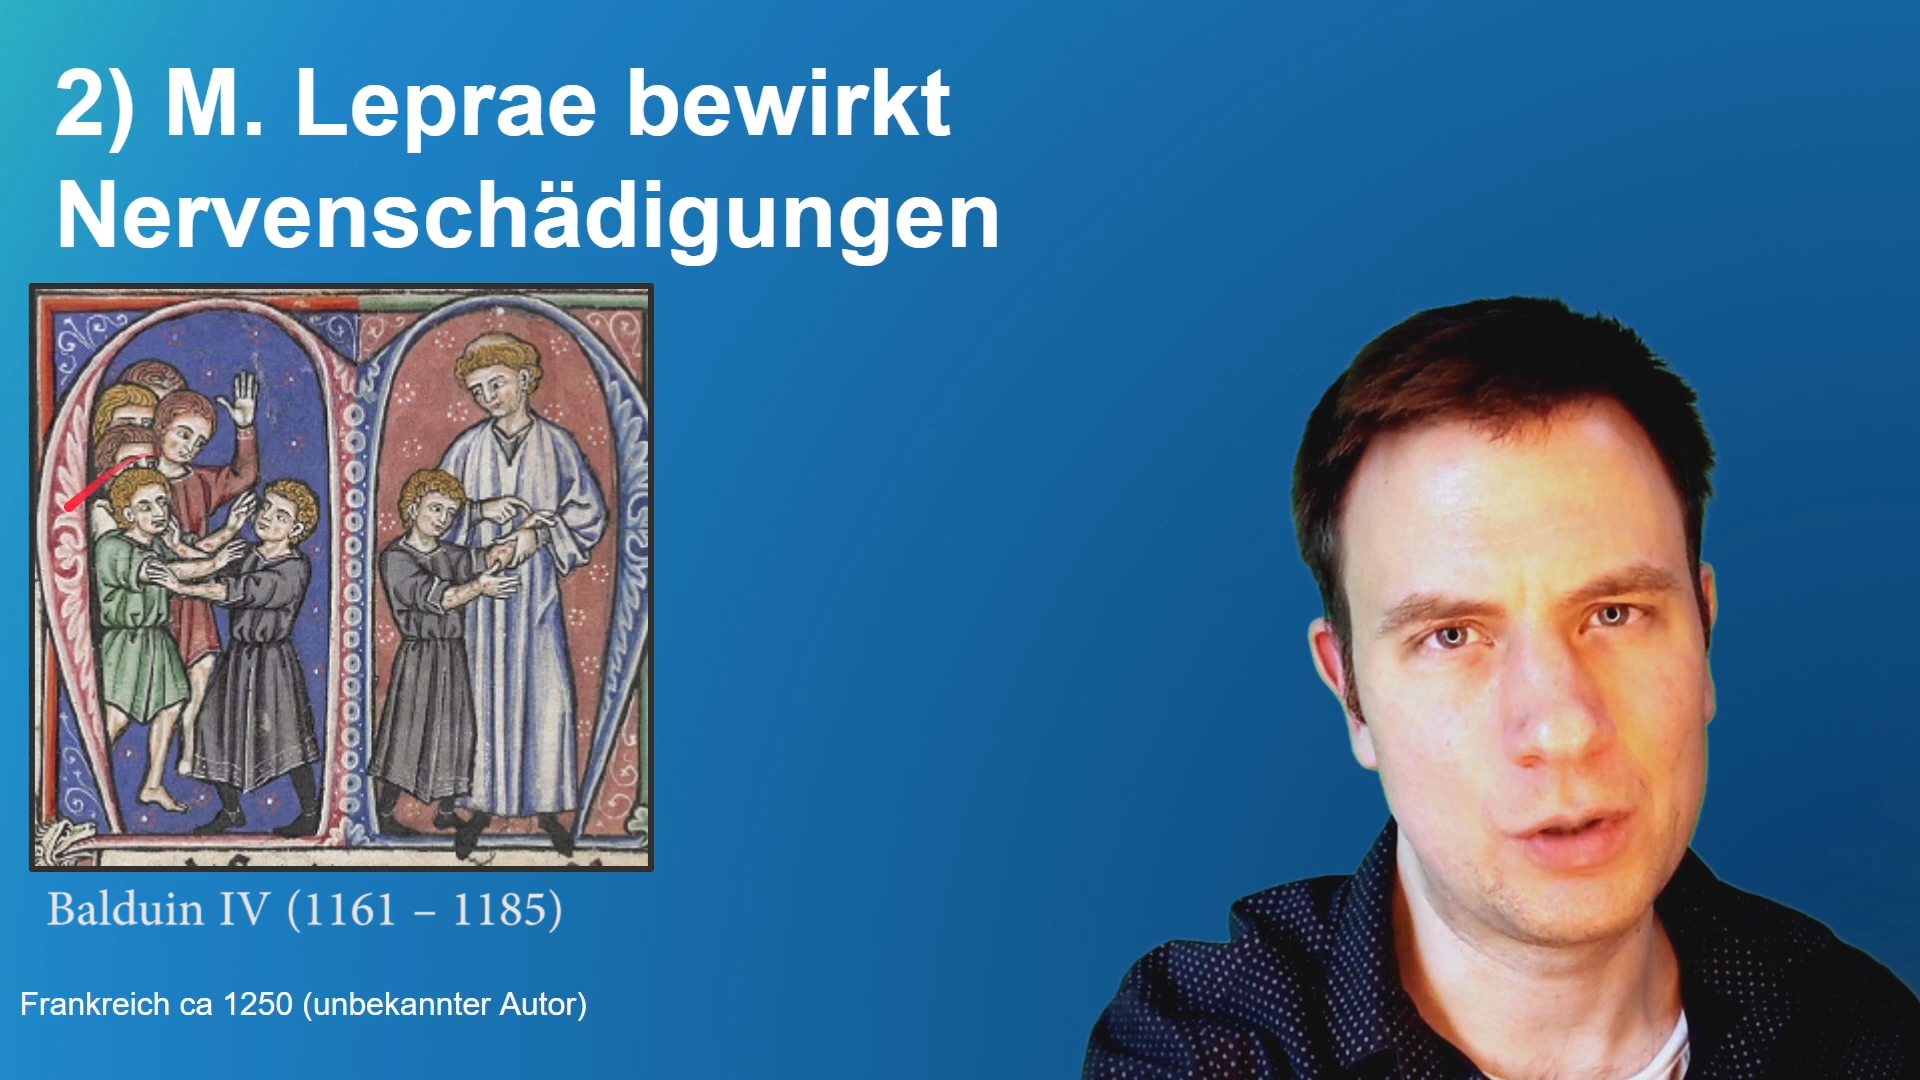 2) M. Leprae bewirkt
Nervenschädigungen
Balduin IV (1161 – 1185)
Frankreich ca 1250 (unbekannter Autor)